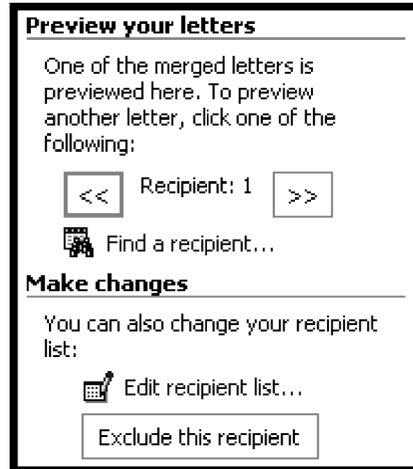 Preview your letters
One of the merged letters is
previewed here. To preview
another letter, click one of the
following:
<< Recipient: 1 >>
Find a recipient...
Make changes
You can also change your recipient
list:
Edit recipient list...
Exclude this recipient